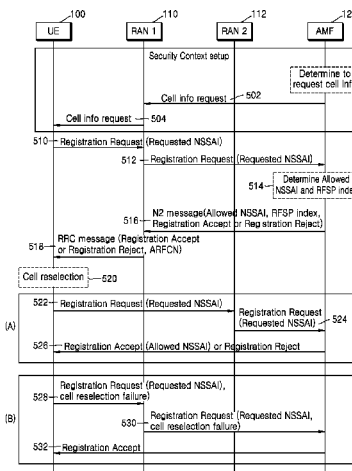 100
110
112
UE
RAN 1
RAN 2
AMF
Security Context setup
Determine to
request cell
Cell info request
502
Cell info request
504
510
Registration Request (Requested NSSAI)
512
Registration Request (Requested NSSAI)
514
Determine Allowed
NSSAI and RFSP
516
N2 message(Allowed NSSAI, RFSP index,
Registration Accept or Registration Reject)
518
RRC message (Registration Accept
or Registration Reject, ARFCN)
Cell reselection
520
(A)
522
Registration Request (Requested NSSAI)
Registration Request
(Requested NSSAI)
524
526
Registration Accept (Allowed NSSAI) or Registration Reject
(B)
528
Registration Request (Requested NSSAI),
cell reselection failure)
530
Registration Request (Requested NSSAI,
cell reselection failure)
532
Registration Accept